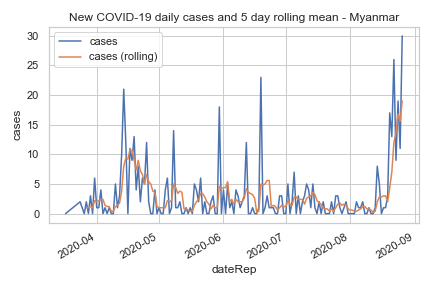 New COVID-19 daily cases and 5 day rolling mean - Myanmar
cases
cases (rolling)
30
25
20
15
10
5
0
cases
2020-04
2020-05
2020-06
2020-07
2020-08
2020-09
dateRep